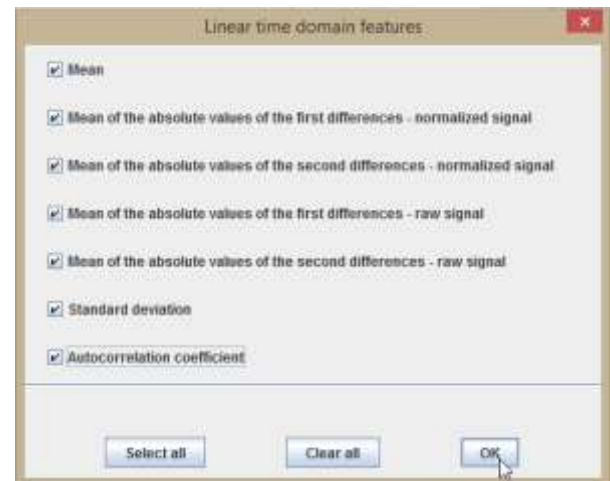 Linear time domain features
Mean
Mean of the absolute values of the first differences - normalized signal
Mean of the absolute values of the second differences - normalized signal
Mean of the absolute values of the first differences - raw signal
Mean of the absolute values of the second differences - raw signal
Standard deviation
Autocorrelation coefficient
Select all Clear all OK